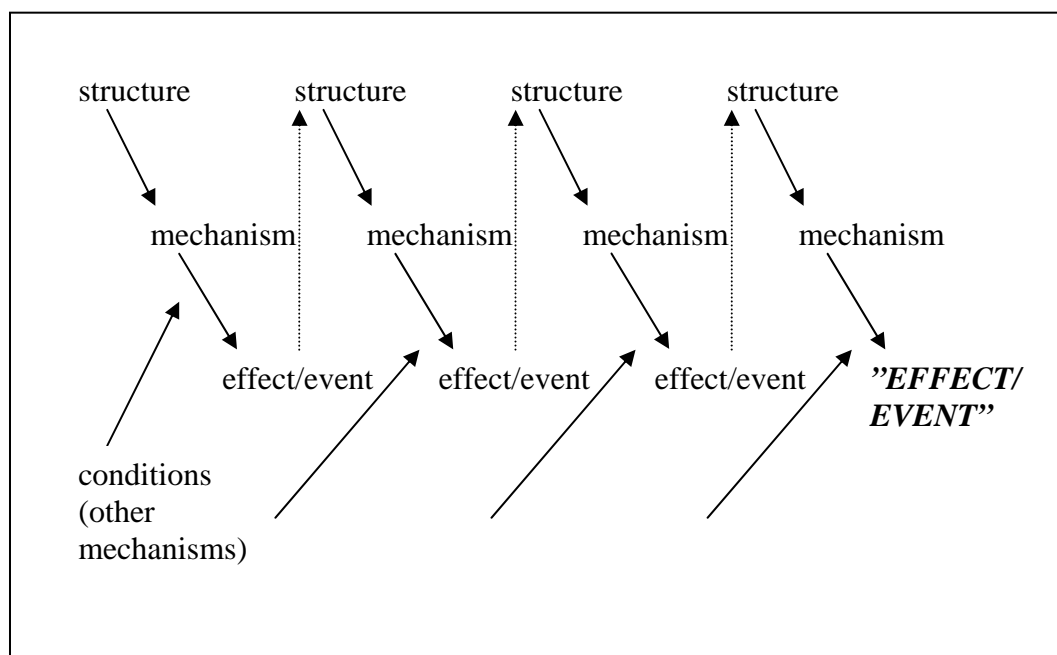 structure structure structure structure
mechanism mechanism mechanism mechanism
effect/event effect/event effect/event ”EFFECT/
EVENT”
conditions
(other
mechanisms)